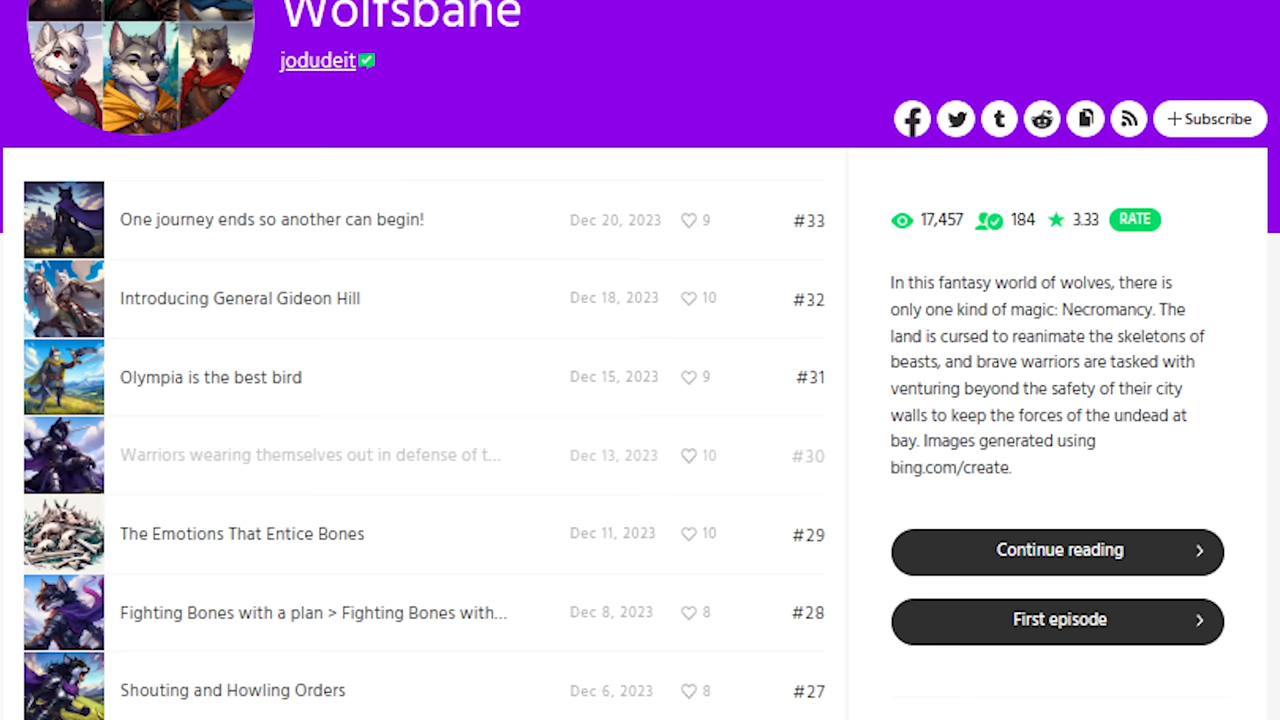 Wolfsbane
jodudeit
+ Subscribe
One journey ends so another can begin! Dec 20, 2023 9 #33
Introducing General Gideon Hill Dec 18, 2023 10 #32
Olympia is the best bird Dec 15, 2023 9 #31
Warriors wearing themselves out in defense of t... Dec 13, 2023 10 #30
The Emotions That Entice Bones Dec 11, 2023 10 #29
Fighting Bones with a plan > Fighting Bones with... Dec 8, 2023 8 #28
Shouting and Howling Orders Dec 6, 2023 8 #27
17,457 184 3.33 RATE
In this fantasy world of wolves, there is
only one kind of magic: Necromancy. The
land is cursed to reanimate the skeletons of
beasts, and brave warriors are tasked with
venturing beyond the safety of their city
walls to keep the forces of the undead at
bay. Images generated using
bing.com/create.
Continue reading
First episode